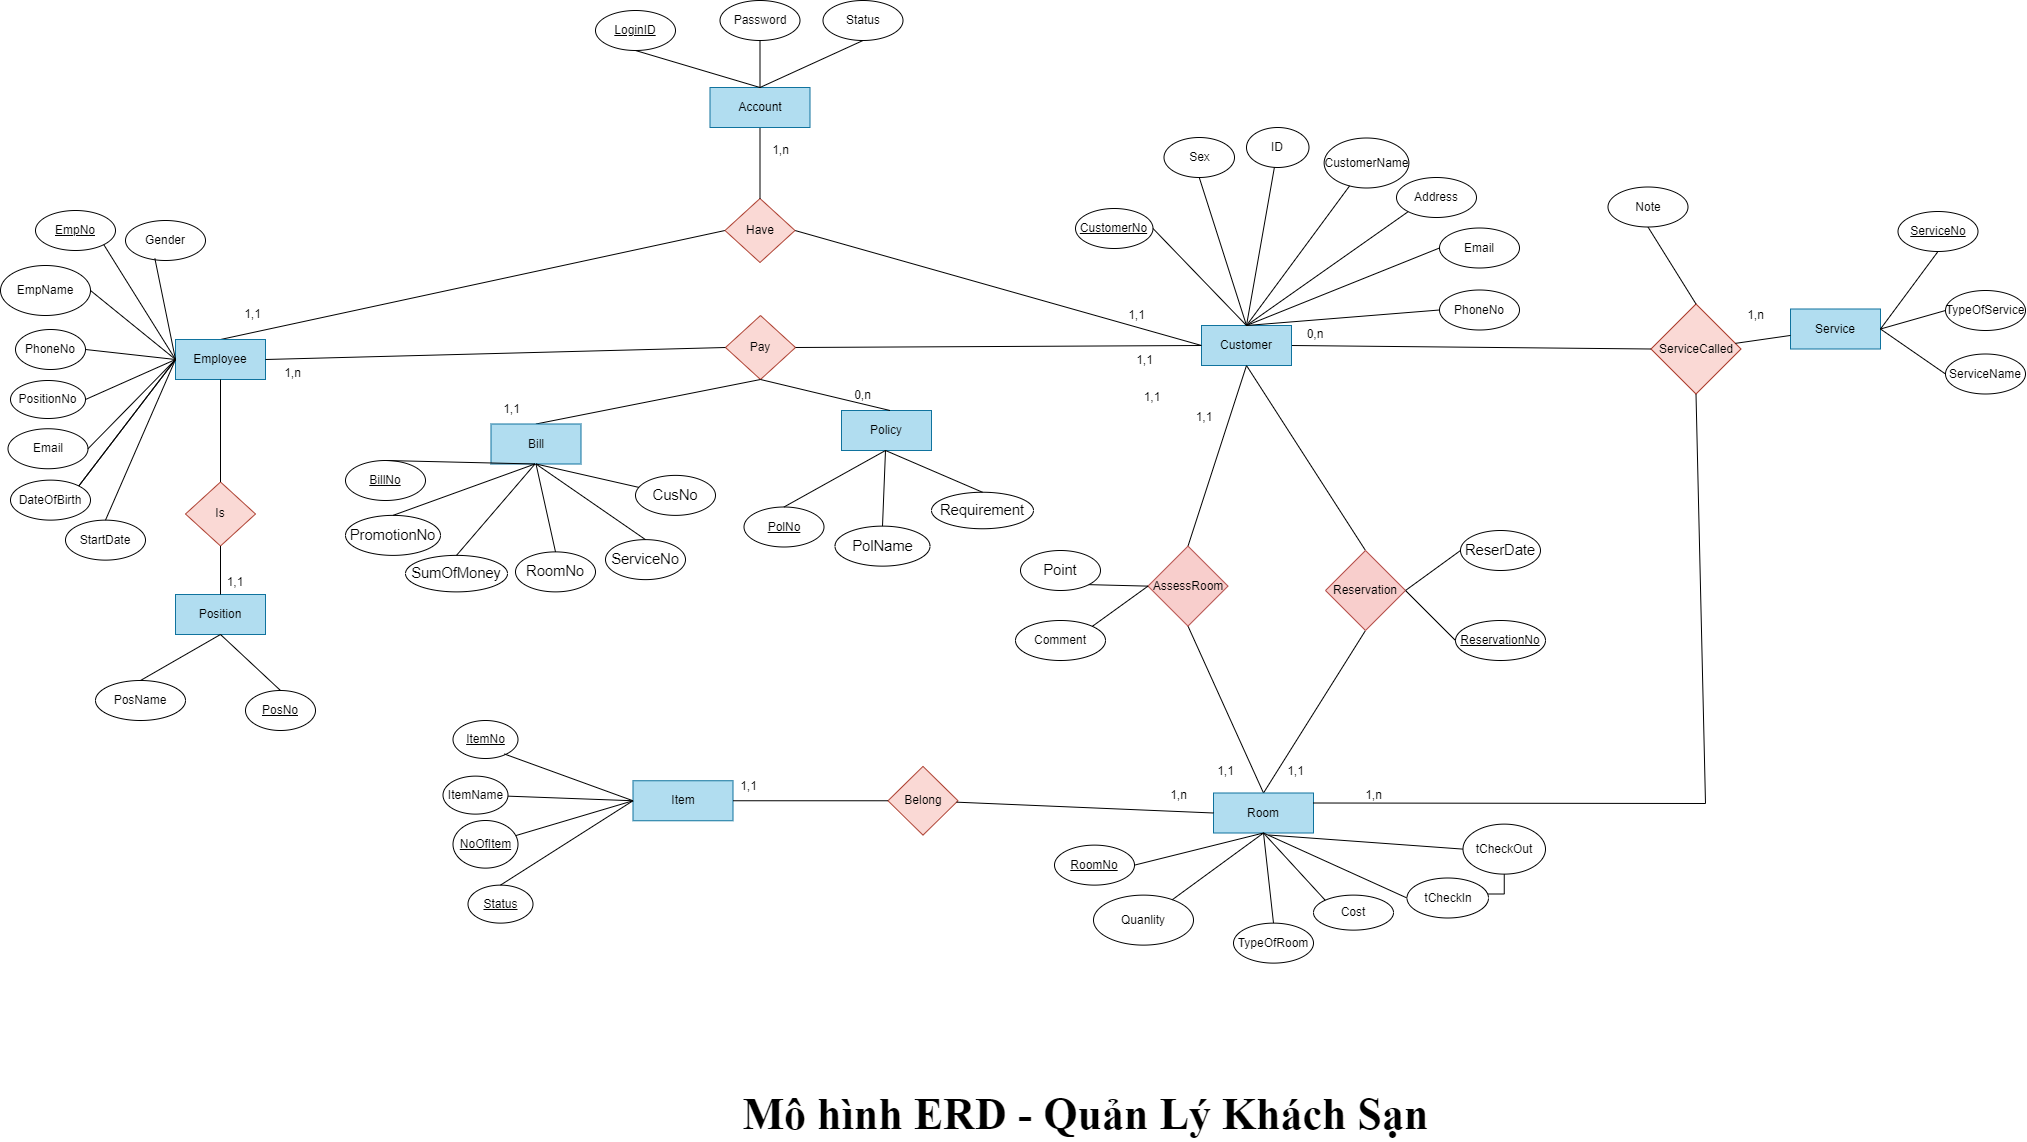 LoginID
Password
Status
Account
1,n
Have
EmpNo
Gender
EmpName
PhoneNo
PositionNo
Email
DateOfBirth
StartDate
1,1
Employee
1,n
Is
1,1
Position
PosName
PosNo
Pay
1,1
0,n
Bill
Policy
BillNo
PromotionNo
SumOfMoney
RoomNo
ServiceNo
CusNo
PolNo
PolName
Requirement
CustomerNo
Sex
ID
CustomerName
Address
Email
PhoneNo
1,1
Customer
0,n
1,1
1,1
1,1
Note
ServiceCalled
1,n
Service
ServiceNo
TypeOfService
ServiceName
Point
Comment
AssessRoom
Reservation
ReserDate
ReservationNo
ItemNo
ItemName
NoOfItem
Status
Item
1,1
Belong
1,n
1,1
1,1
1,n
Room
RoomNo
Quanlity
TypeOfRoom
Cost
tCheckIn
tCheckOut
Mô hình ERD - Quản Lý Khách Sạn